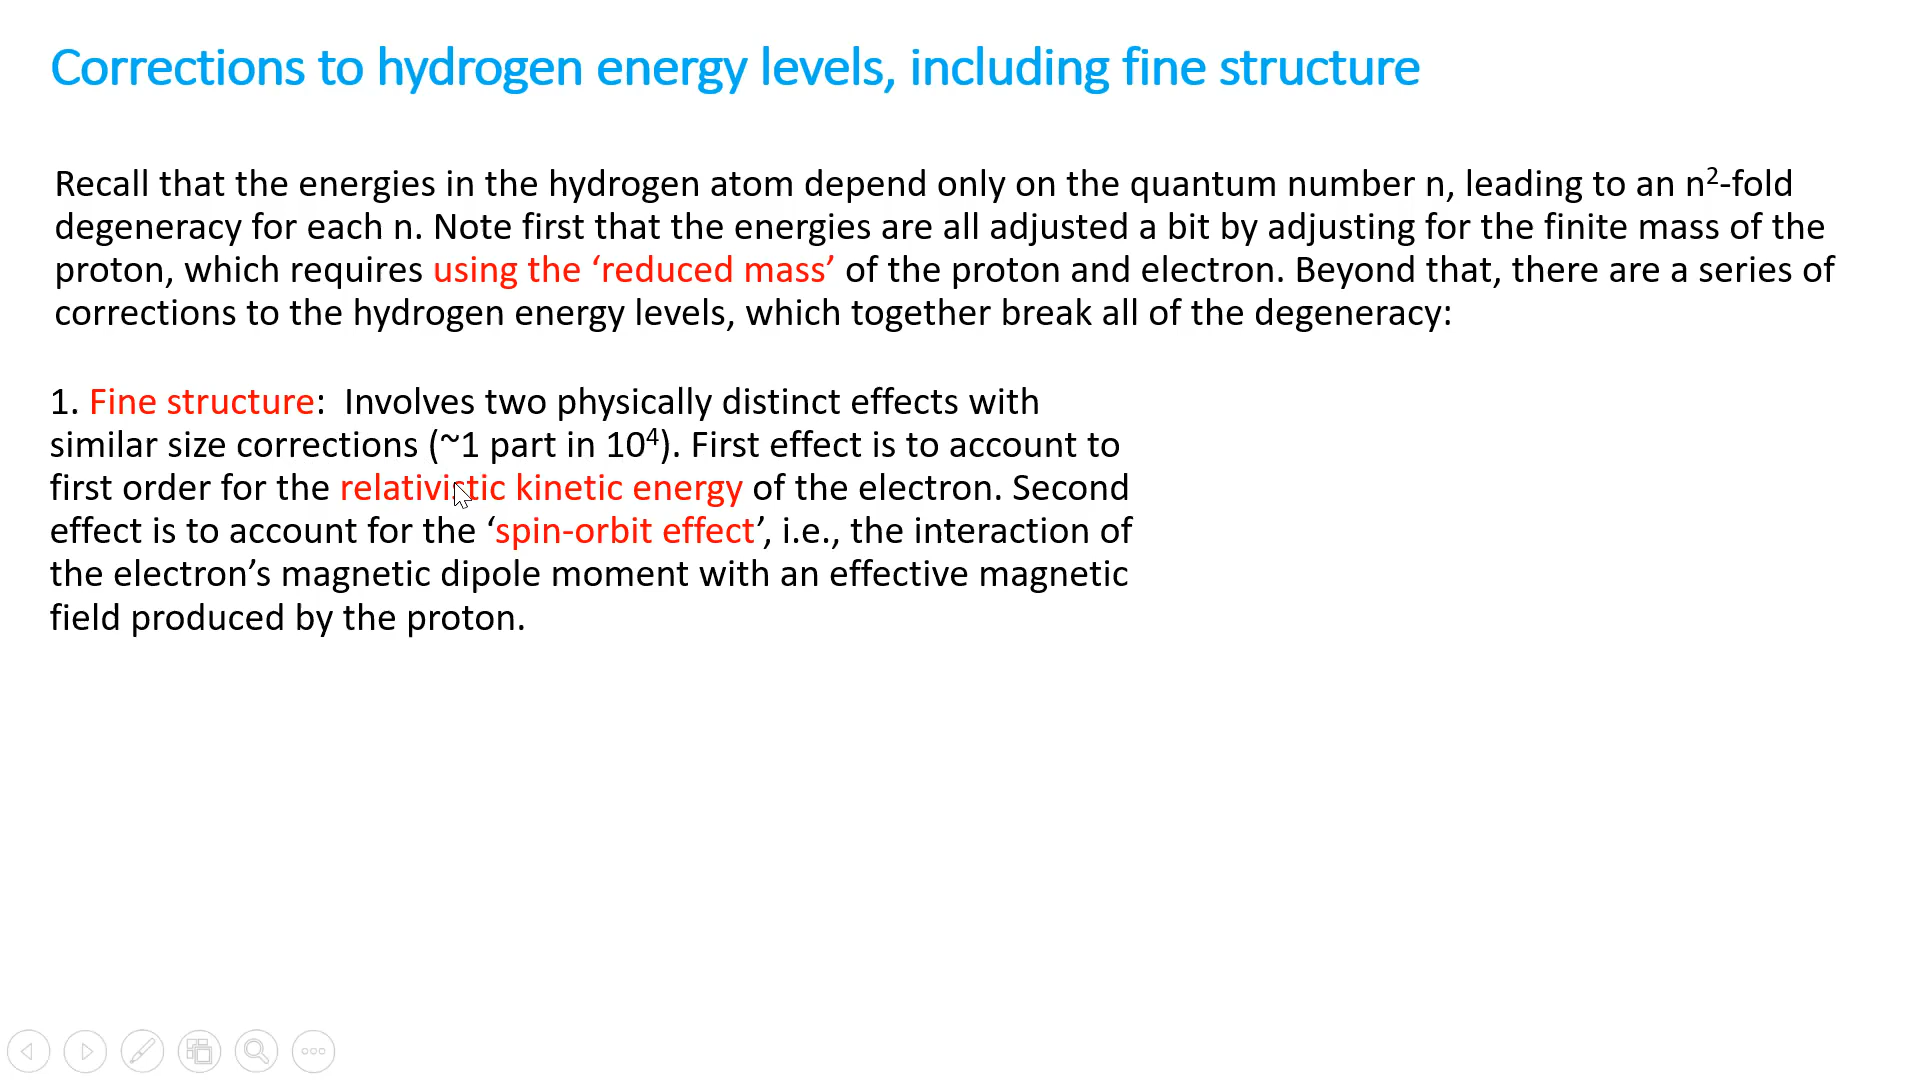 Corrections to hydrogen energy levels, including fine structure
Recall that the energies in the hydrogen atom depend only on the quantum number n, leading to an n²-fold
degeneracy for each n. Note first that the energies are all adjusted a bit by adjusting for the finite mass of the
proton, which requires using the ‘reduced mass’ of the proton and electron. Beyond that, there are a series of
corrections to the hydrogen energy levels, which together break all of the degeneracy:
1. Fine structure:  Involves two physically distinct effects with
similar size corrections (~1 part in 10⁴). First effect is to account to
first order for the relativistic kinetic energy of the electron. Second
effect is to account for the ‘spin-orbit effect’, i.e., the interaction of
the electron’s magnetic dipole moment with an effective magnetic
field produced by the proton.